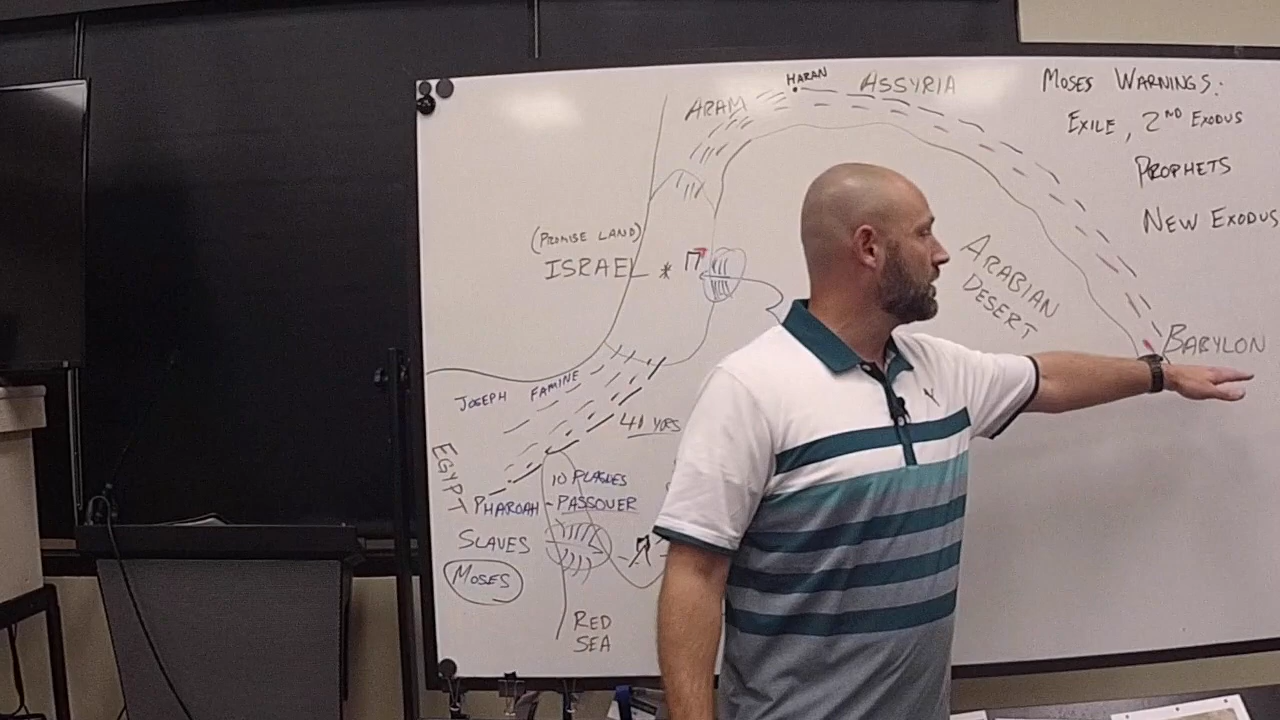 HARAN
ASSYRIA
ARAM
MOSES WARNINGS:
EXILE, 2ND EXODUS
PROPHETS
NEW EXODUS
(PROMISE LAND)
ISRAEL
ARABIAN
DESERT
BABYLON
JOSEPH FAMINE
40 YRS
EGYPT
10 PLAGUES
PHAROAH - PASSOVER
SLAVES
MOSES
RED
SEA